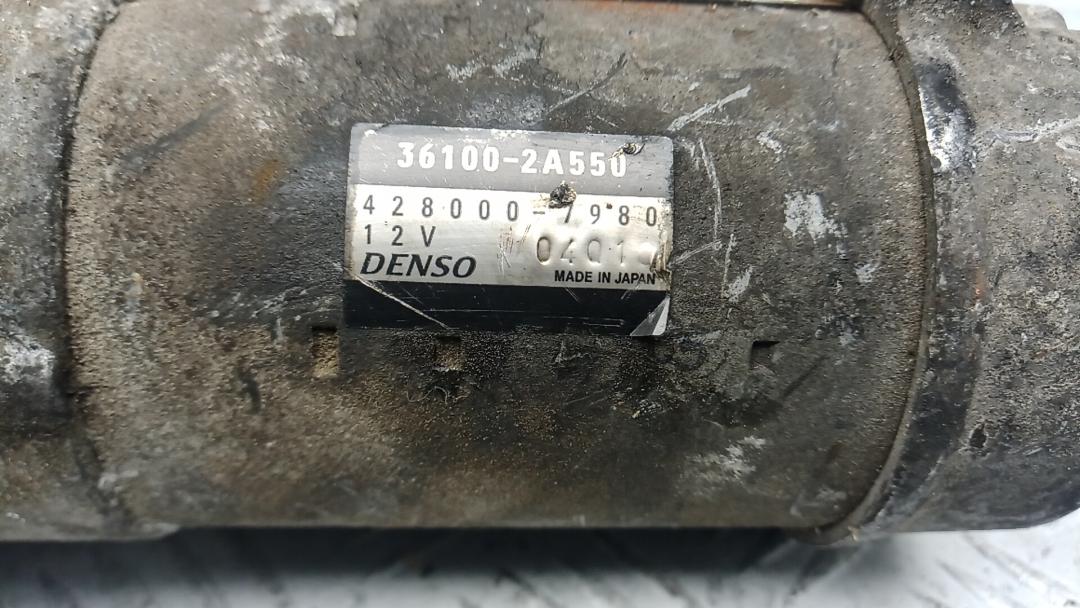 36100-2A550
428000-7980
12V
DENSO MADE IN JAPAN